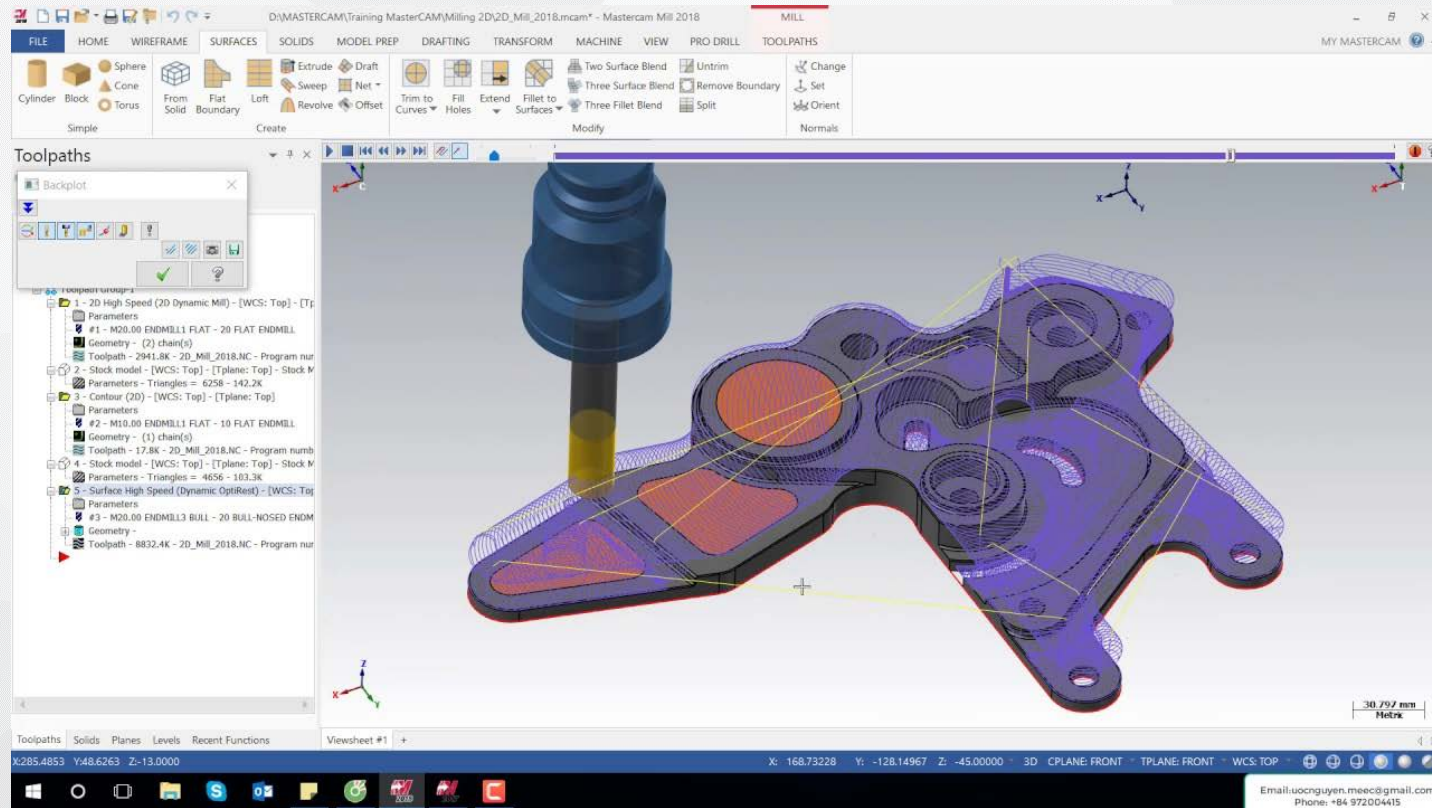 D:\MASTERCAM\Training MasterCAM\Milling 2D\2D_Mill_2018.mcam* - Mastercam Mill 2018
MILL
FILE HOME WIREFRAME SURFACES SOLIDS MODEL PREP DRAFTING TRANSFORM MACHINE VIEW PRO DRILL TOOLPATHS MY MASTERCAM
Sphere Extrude Draft Two Surface Blend Untrim Change
Cone Sweep Net Three Surface Blend Remove Boundary Set
Cylinder Block Torus From Solid Flat Boundary Loft Revolve Offset Trim to Curves Fill Holes Extend Fillet to Surfaces Three Fillet Blend Split Orient
Simple Create Modify Normals
Toolpaths
Backplot
Toolpath Group-1
1 - 2D High Speed (2D Dynamic Mill) - [WCS: Top] - [Tp
Parameters
#1 - M20.00 ENDMILL1 FLAT - 20 FLAT ENDMILL
Geometry - (2) chain(s)
Toolpath - 2941.8K - 2D_Mill_2018.NC - Program nur
2 - Stock model - [WCS: Top] - [Tplane: Top] - Stock M
Parameters - Triangles = 6258 - 142.2K
3 - Contour (2D) - [WCS: Top] - [Tplane: Top]
Parameters
#2 - M10.00 ENDMILL1 FLAT - 10 FLAT ENDMILL
Geometry - (1) chain(s)
Toolpath - 17.8K - 2D_Mill_2018.NC - Program numb
4 - Stock model - [WCS: Top] - [Tplane: Top] - Stock M
Parameters - Triangles = 4656 - 103.3K
5 - Surface High Speed (Dynamic OptiRest) - [WCS: Top
Parameters
#3 - M20.00 ENDMILL3 BULL - 20 BULL-NOSED ENDM
Geometry -
Toolpath - 8832.4K - 2D_Mill_2018.NC - Program nur
X C
Z X Y
X T
Z X Y
30.797 mm
Metric
Toolpaths Solids Planes Levels Recent Functions Viewsheet #1 +
X:285.4853 Y:48.6263 Z:-13.0000 X: 168.73228 Y: -128.14967 Z: -45.00000 3D CPLANE: FRONT TPLANE: FRONT WCS: TOP
Email:uocnguyen.meec@gmail.com
Phone: +84 972004415